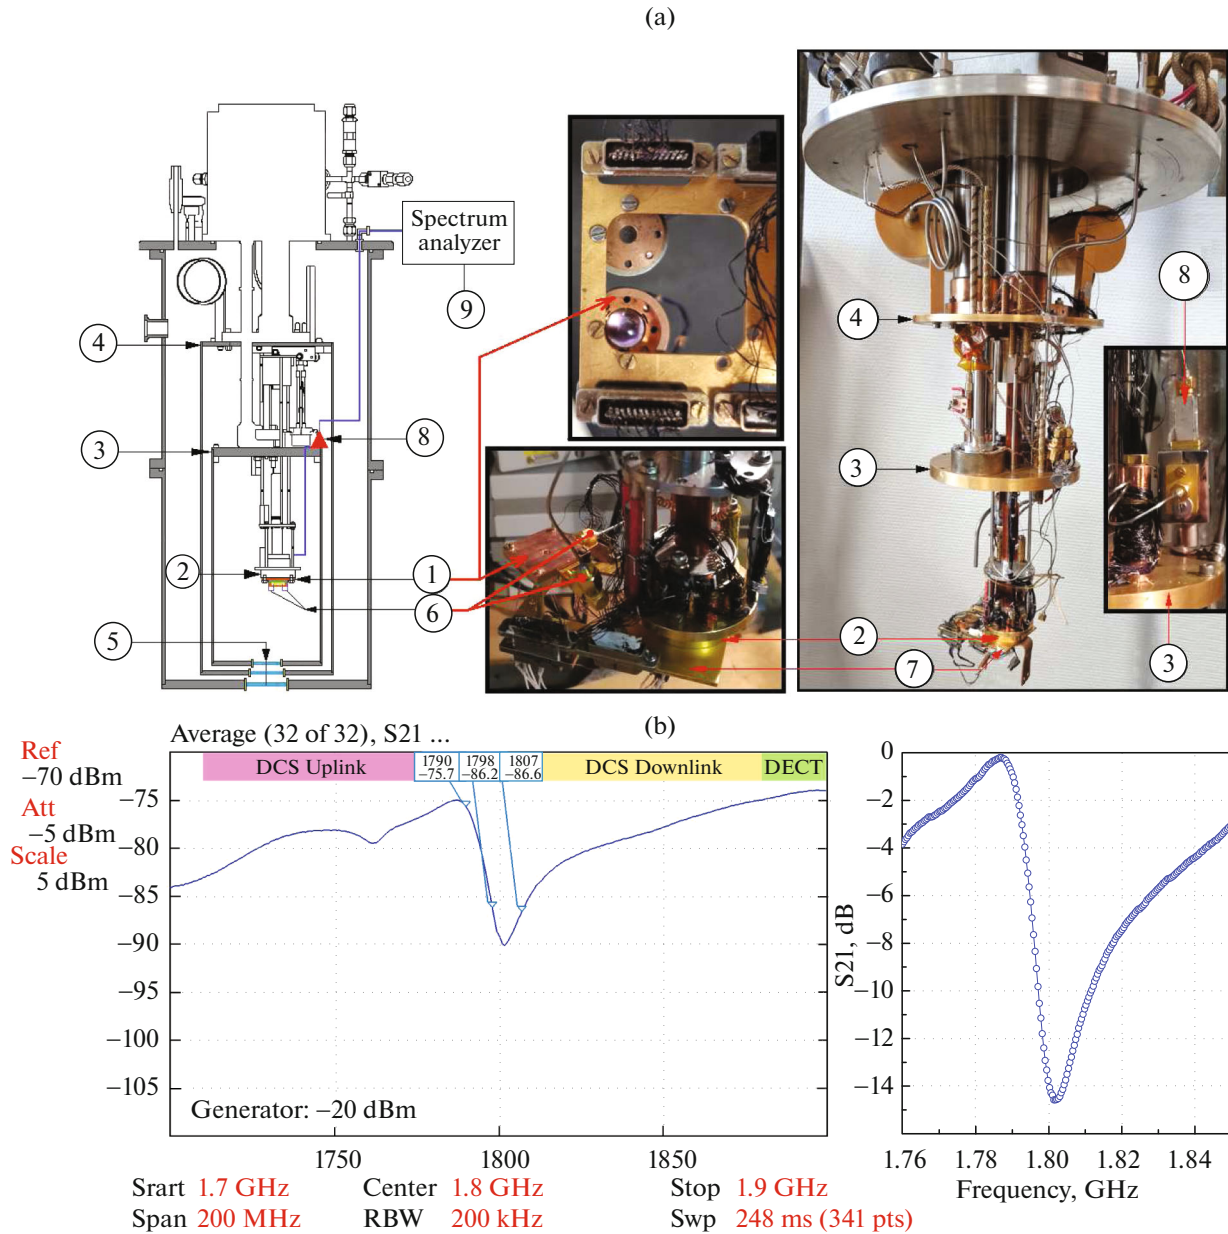 (a)
Spectrum
analyzer
9
8
4
4
3
8
3
2
1
6
2
5
7
3
(b)
Average (32 of 32), S21 ...
Ref
−70 dBm
Att
−5 dBm
Scale
5 dBm
DCS Uplink
1790
−75.7
1798
−86.2
1807
−86.6
DCS Downlink
DECT
−75
−80
−85
−90
−95
−100
−105
Generator: −20 dBm
1750
1800
1850
Srart 1.7 GHz Center 1.8 GHz Stop 1.9 GHz
Span 200 MHz RBW 200 kHz Swp 248 ms (341 pts)
0
−2
−4
−6
−8
−10
−12
−14
S21, dB
1.76 1.78 1.80 1.82 1.84
Frequency, GHz